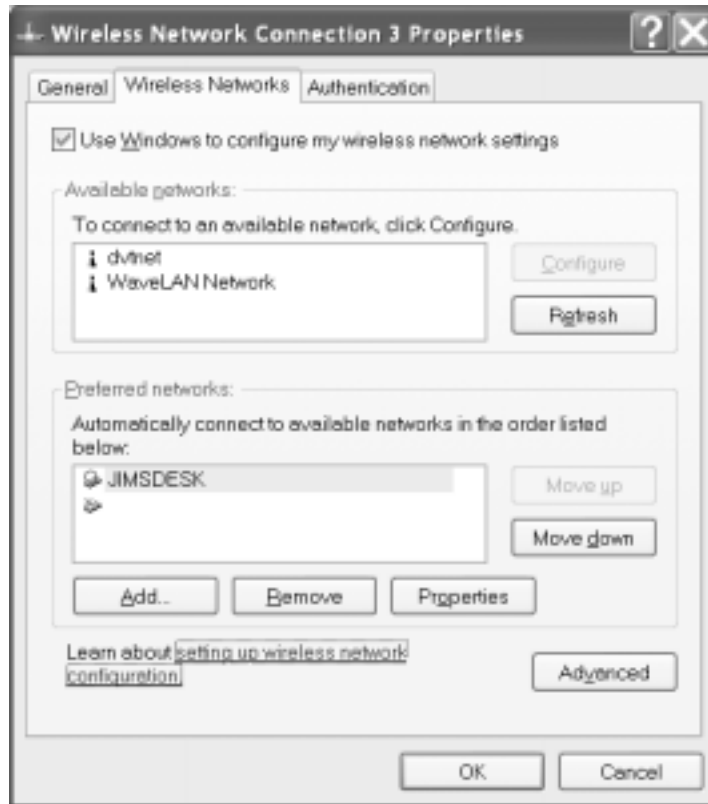 Wireless Network Connection 3 Properties
General Wireless Networks Authentication
Use Windows to configure my wireless network settings
Available networks:
To connect to an available network, click Configure.
dvtnet
WaveLAN Network
Configure
Refresh
Preferred networks:
Automatically connect to available networks in the order listed
below:
JIMSDESK
Move up
Move down
Add... Remove Properties
Learn about setting up wireless network
configuration.
Advanced
OK Cancel